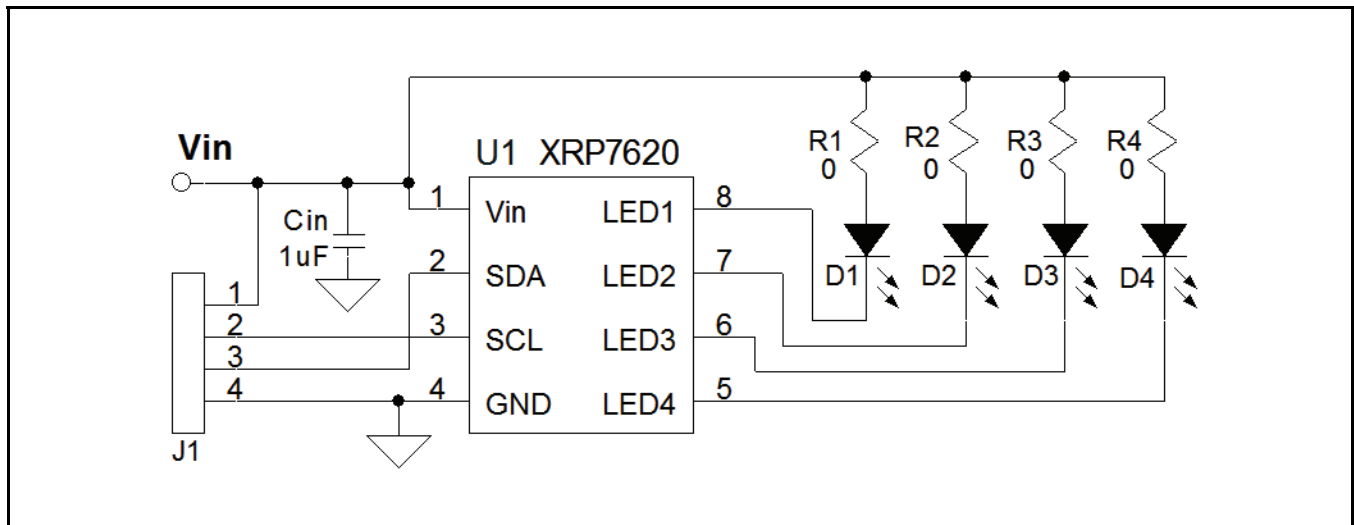 Vin
Cin
1uF
J1
1
2
3
4
U1 XRP7620
1
2
3
4
Vin
SDA
SCL
GND
LED1
LED2
LED3
LED4
8
7
6
5
R1
0
R2
0
R3
0
R4
0
D1
D2
D3
D4